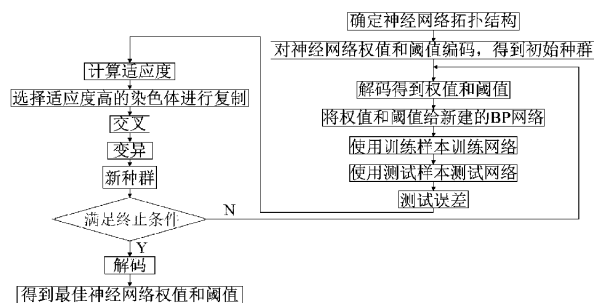 确定神经网络拓扑结构
对神经网络权值和阈值编码，得到初始种群
解码得到权值和阈值
将权值和阈值给新建的BP网络
使用训练样本训练网络
使用测试样本测试网络
测试误差
计算适应度
选择适应度高的染色体进行复制
交叉
变异
新种群
满足终止条件
N
Y
解码
得到最佳神经网络权值和阈值